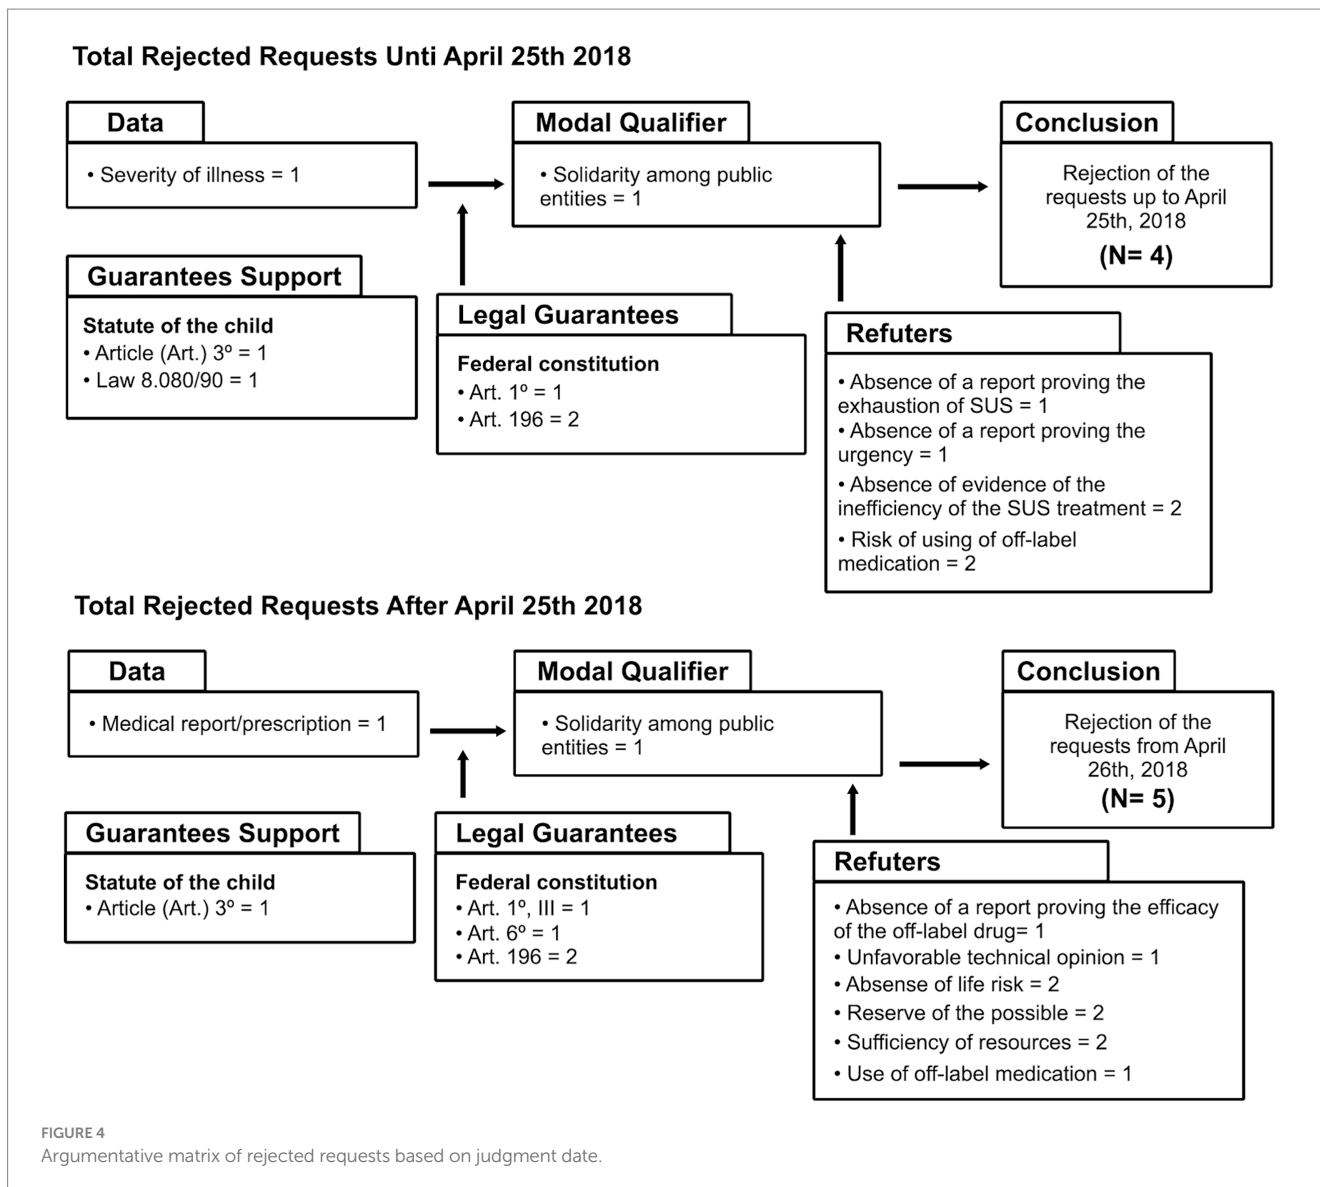 Total Rejected Requests Unti April 25th 2018
Data
• Severity of illness = 1
Modal Qualifier
• Solidarity among public
entities = 1
Conclusion
Rejection of the
requests up to April
25th, 2018
(N= 4)
Guarantees Support
Statute of the child
• Article (Art.) 3º = 1
• Law 8.080/90 = 1
Legal Guarantees
Federal constitution
• Art. 1º = 1
• Art. 196 = 2
Refuters
• Absence of a report proving the
exhaustion of SUS = 1
• Absence of a report proving the
urgency = 1
• Absence of evidence of the
inefficiency of the SUS treatment = 2
• Risk of using of off-label
medication = 2
Total Rejected Requests After April 25th 2018
Data
• Medical report/prescription = 1
Modal Qualifier
• Solidarity among public
entities = 1
Conclusion
Rejection of the
requests from April
26th, 2018
(N= 5)
Guarantees Support
Statute of the child
• Article (Art.) 3º = 1
Legal Guarantees
Federal constitution
• Art. 1º, III = 1
• Art. 6º = 1
• Art. 196 = 2
Refuters
• Absence of a report proving the efficacy
of the off-label drug= 1
• Unfavorable technical opinion = 1
• Absense of life risk = 2
• Reserve of the possible = 2
• Sufficiency of resources = 2
• Use of off-label medication = 1
FIGURE 4
Argumentative matrix of rejected requests based on judgment date.